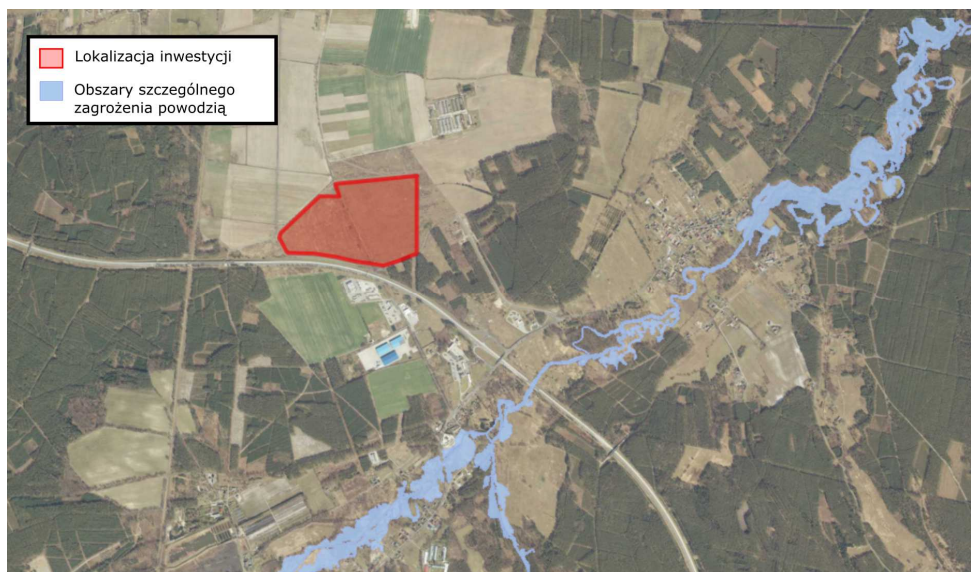 Lokalizacja inwestycji
Obszary szczególnego
zagrożenia powodzią